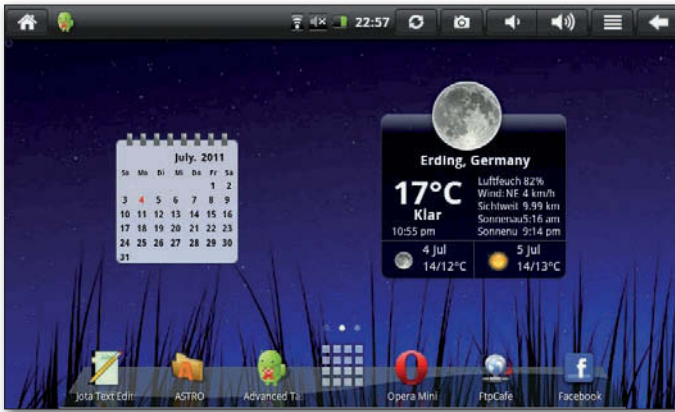 22:57
July, 2011
So Mo Di Mi Do Fr Sa
1 2
3 4 5 6 7 8 9
10 11 12 13 14 15 16
17 18 19 20 21 22 23
24 25 26 27 28 29 30
31
Erding, Germany
17°C
Klar
10:55 pm
Luftfeuch 82%
Wind: NE 4 km/h
Sichtweit 9.99 km
Sonnenau5:16 am
Sonnenu 9:14 pm
4 Jul
14/12°C
5 Jul
14/13°C
Jota Text Edit
ASTRO
Advanced Ta
Opera Mini
FtpCafe
Facebook